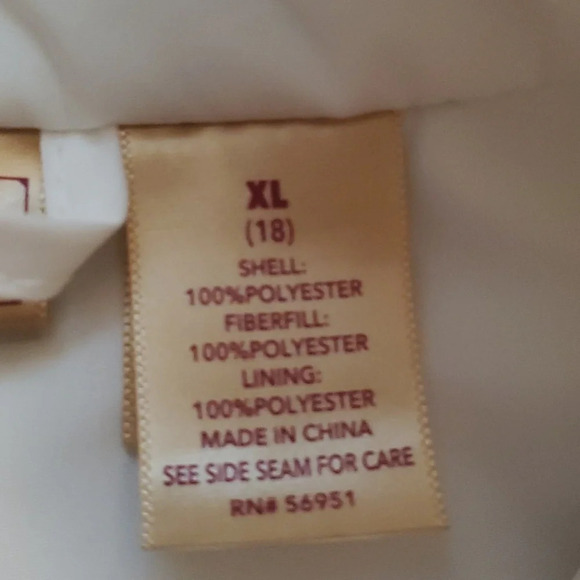 XL
(18)
SHELL:
100%POLYESTER
FIBERFILL:
100%POLYESTER
LINING:
100%POLYESTER
MADE IN CHINA
SEE SIDE SEAM FOR CARE
RN# 56951